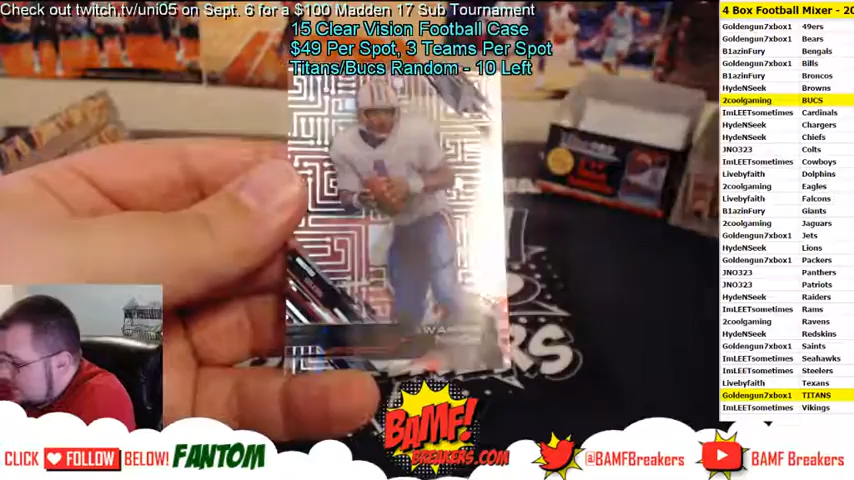 Check out twitch.tv/uni05 on Sept. 6 for a $100 Madden 17 Sub Tournament
15 Clear Vision Football Case
$49 Per Spot, 3 Teams Per Spot
Titans/Bucs Random - 10 Left
4 Box Football Mixer - 20
Goldengun7xbox1 49ers
Goldengun7xbox1 Bears
B1azinFury Bengals
Goldengun7xbox1 Bills
B1azinFury Broncos
HydeNSeek Browns
2coolgaming BUCS
ImLEETsometimes Cardinals
HydeNSeek Chargers
HydeNSeek Chiefs
JNO323 Colts
ImLEETsometimes Cowboys
Livebyfaith Dolphins
2coolgaming Eagles
Livebyfaith Falcons
B1azinFury Giants
2coolgaming Jaguars
Goldengun7xbox1 Jets
HydeNSeek Lions
Goldengun7xbox1 Packers
JNO323 Panthers
JNO323 Patriots
HydeNSeek Raiders
ImLEETsometimes Rams
2coolgaming Ravens
HydeNSeek Redskins
Goldengun7xbox1 Saints
ImLEETsometimes Seahawks
ImLEETsometimes Steelers
Livebyfaith Texans
Goldengun7xbox1 TITANS
ImLEETsometimes Vikings
BAMF!
BREAKERS.COM
CLICK FOLLOW BELOW! FANTOM
@BAMFBreakers
BAMF Breakers